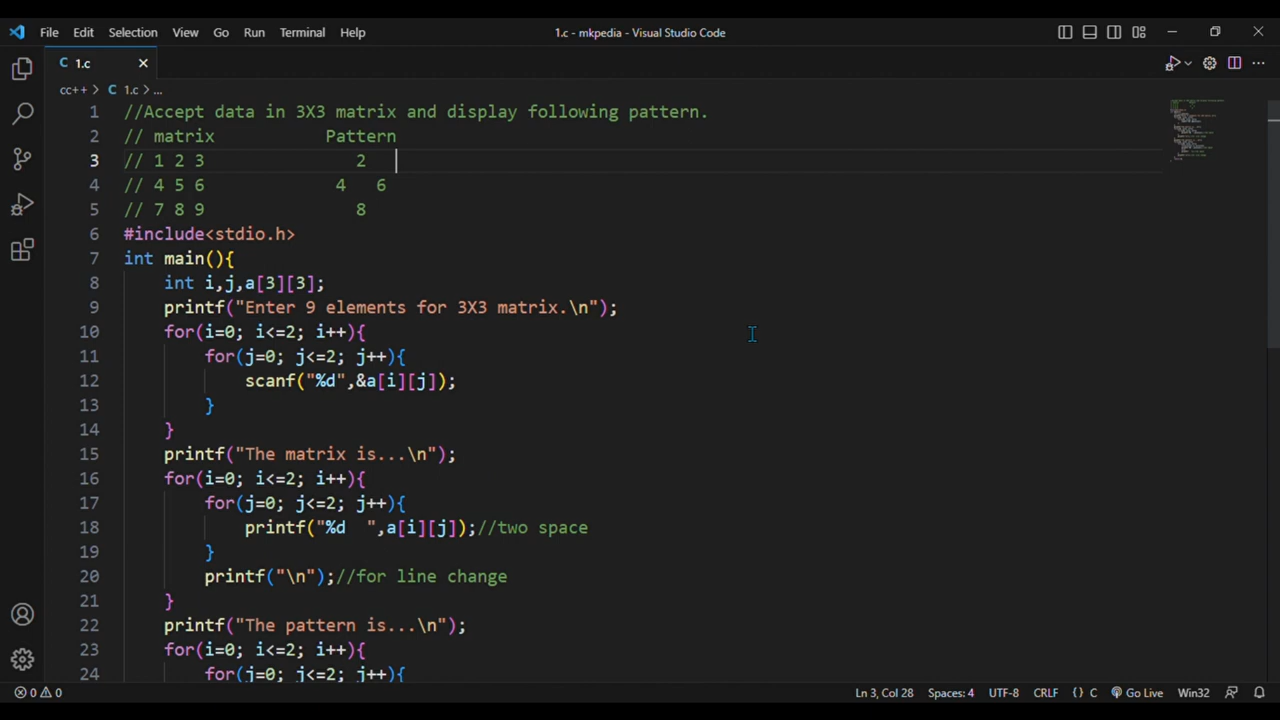 File Edit Selection View Go Run Terminal Help 1.c - mkpedia - Visual Studio Code
C 1.c
cc++ > C 1.c > ...
1 //Accept data in 3X3 matrix and display following pattern.
2 // matrix Pattern
3 // 1 2 3 2
4 // 4 5 6 4 6
5 // 7 8 9 8
6 #include<stdio.h>
7 int main(){
8 int i,j,a[3][3];
9 printf("Enter 9 elements for 3X3 matrix.\n");
10 for(i=0; i<=2; i++){
11 for(j=0; j<=2; j++){
12 scanf("%d",&a[i][j]);
13 }
14 }
15 printf("The matrix is...\n");
16 for(i=0; i<=2; i++){
17 for(j=0; j<=2; j++){
18 printf("%d  ",a[i][j]);//two space
19 }
20 printf("\n");//for line change
21 }
22 printf("The pattern is...\n");
23 for(i=0; i<=2; i++){
24 for(j=0; j<=2; j++){
0 0 Ln 3, Col 28 Spaces: 4 UTF-8 CRLF {} C Go Live Win32